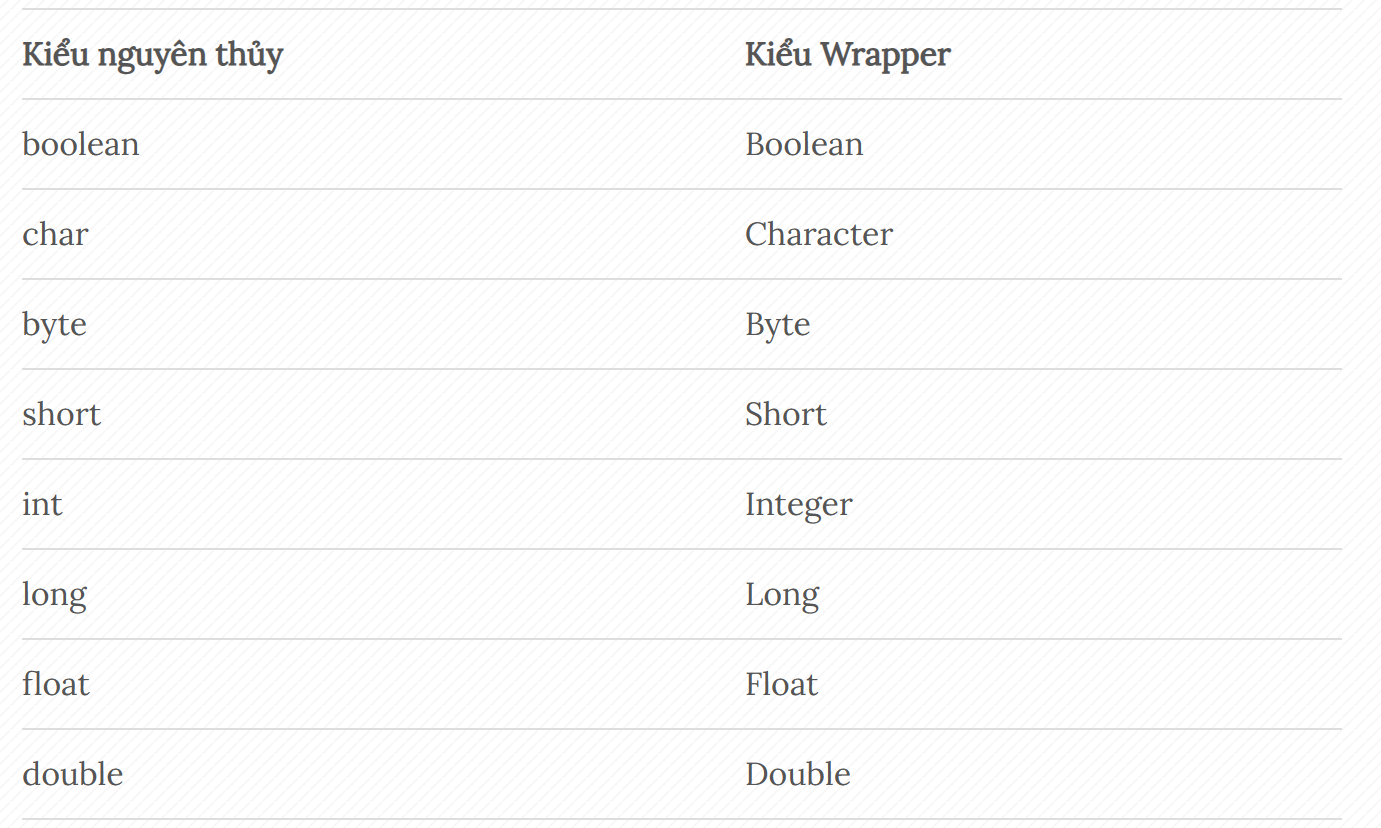 Kiểu nguyên thủy Kiểu Wrapper
boolean Boolean
char Character
byte Byte
short Short
int Integer
long Long
float Float
double Double